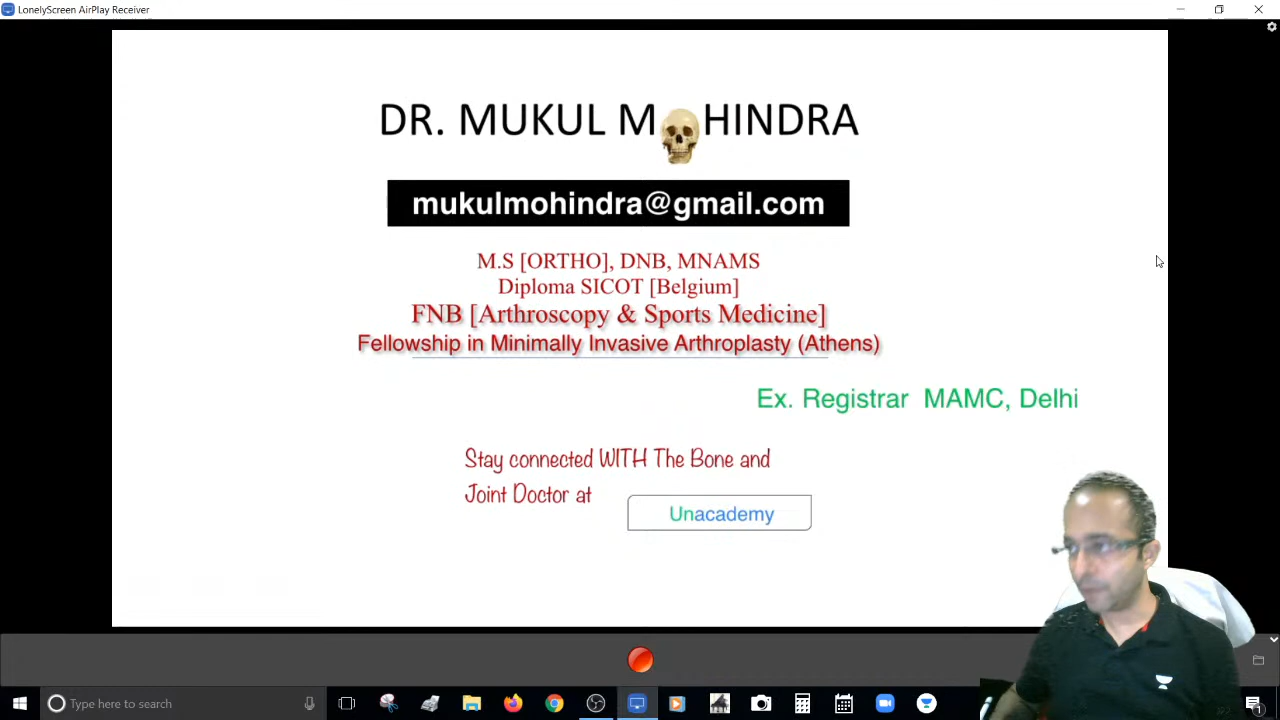 LonelyScreen AirPlay Receiver
DR. MUKUL M HINDRA
mukulmohindra@gmail.com
M.S [ORTHO], DNB, MNAMS
Diploma SICOT [Belgium]
FNB [Arthroscopy & Sports Medicine]
Fellowship in Minimally Invasive Arthroplasty (Athens)
Ex. Registrar MAMC, Delhi
Stay connected WITH The Bone and
Joint Doctor at
Unacademy
Type here to search
1